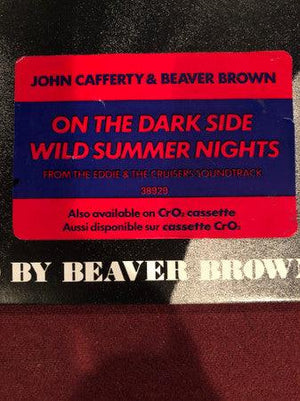 JOHN CAFFERTY & BEAVER BROWN
ON THE DARK SIDE
WILD SUMMER NIGHTS
FROM THE EDDIE & THE CRUISERS SOUNDTRACK
38929
Also available on CrO₂ cassette
Aussi disponible sur cassette CrO₂
BY BEAVER BROWN